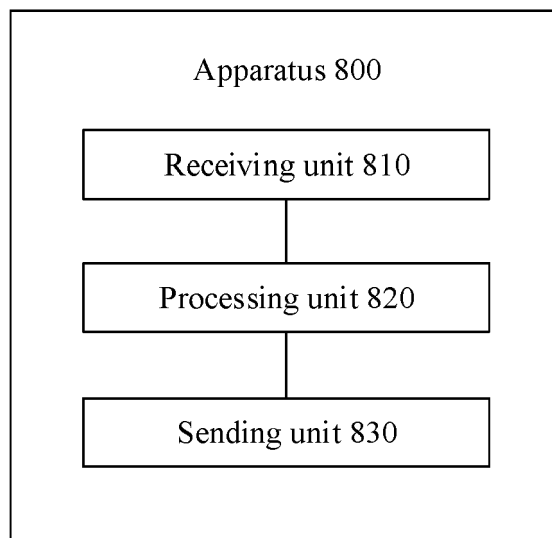 Apparatus 800
Receiving unit 810
Processing unit 820
Sending unit 830